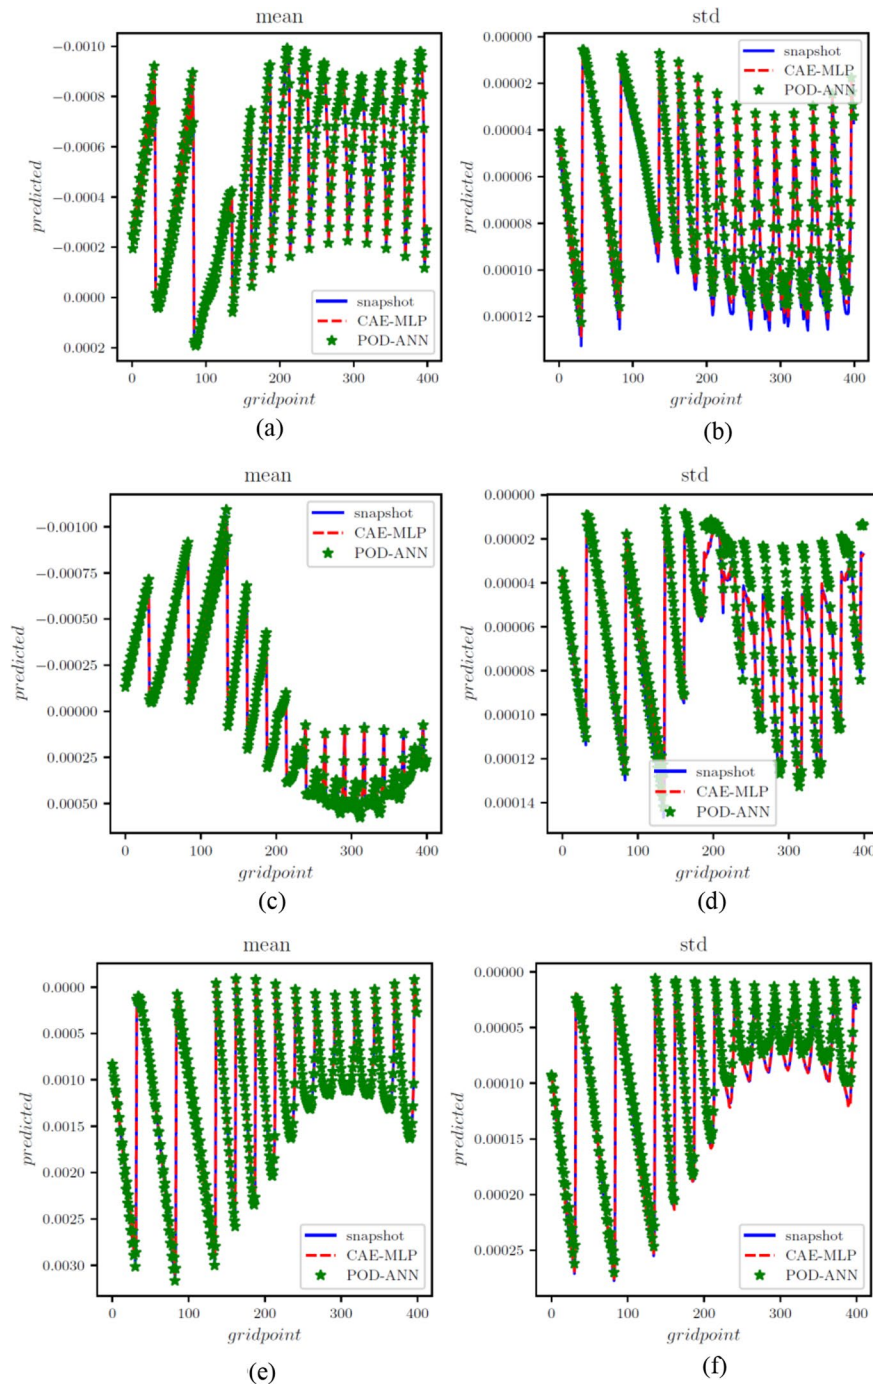 mean
−0.0010
−0.0008
−0.0006
−0.0004
−0.0002
0.0000
0.0002
predicted
0 100 200 300 400
gridpoint
snapshot
CAE-MLP
POD-ANN
(a)
std
0.00000
0.00002
0.00004
0.00006
0.00008
0.00010
0.00012
predicted
0 100 200 300 400
gridpoint
snapshot
CAE-MLP
POD-ANN
(b)
mean
−0.00100
−0.00075
−0.00050
−0.00025
0.00000
0.00025
0.00050
predicted
0 100 200 300 400
gridpoint
snapshot
CAE-MLP
POD-ANN
(c)
std
0.00000
0.00002
0.00004
0.00006
0.00008
0.00010
0.00012
0.00014
predicted
0 100 200 300 400
gridpoint
snapshot
CAE-MLP
POD-ANN
(d)
mean
0.0000
0.0005
0.0010
0.0015
0.0020
0.0025
0.0030
predicted
0 100 200 300 400
gridpoint
snapshot
CAE-MLP
POD-ANN
(e)
std
0.00000
0.00005
0.00010
0.00015
0.00020
0.00025
predicted
0 100 200 300 400
gridpoint
snapshot
CAE-MLP
POD-ANN
(f)